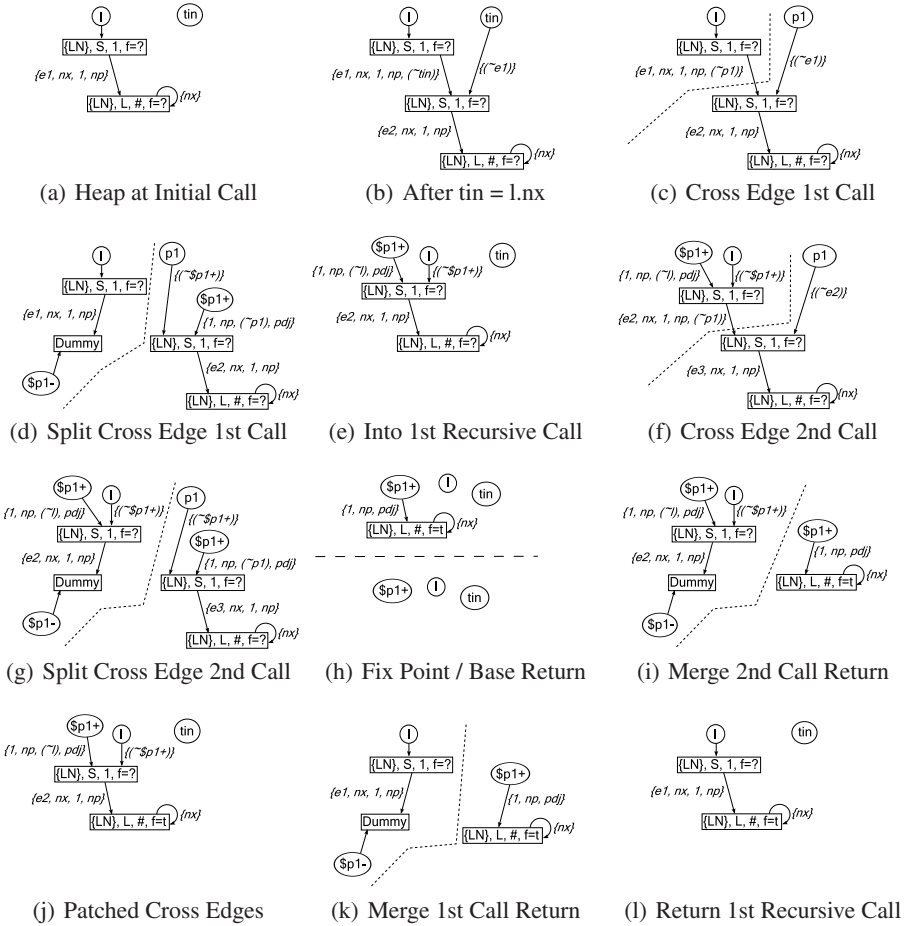 l tin
{LN}, S, 1, f=?
{e1, nx, 1, np}
{LN}, L, #, f=? {nx}
(a) Heap at Initial Call
l tin
{LN}, S, 1, f=?
{e1, nx, 1, np, (~tin)} {(~e1)}
{LN}, S, 1, f=?
{e2, nx, 1, np}
{LN}, L, #, f=? {nx}
(b) After tin = l.nx
l p1
{LN}, S, 1, f=?
{e1, nx, 1, np, (~p1)} {(~e1)}
{LN}, S, 1, f=?
{e2, nx, 1, np}
{LN}, L, #, f=? {nx}
(c) Cross Edge 1st Call
l p1
{(~$p1+)}
{LN}, S, 1, f=? $p1+
{e1, nx, 1, np} {1, np, (~p1), pdj}
Dummy {LN}, S, 1, f=?
{e2, nx, 1, np}
$p1-
{LN}, L, #, f=? {nx}
(d) Split Cross Edge 1st Call
$p1+ l tin
{1, np, (~l), pdj} {(~$p1+)}
{LN}, S, 1, f=?
{e2, nx, 1, np}
{LN}, L, #, f=? {nx}
(e) Into 1st Recursive Call
$p1+ l p1
{1, np, (~l), pdj} {(~$p1+)}
{LN}, S, 1, f=? {(~e2)}
{e2, nx, 1, np, (~p1)}
{LN}, S, 1, f=?
{e3, nx, 1, np}
{LN}, L, #, f=? {nx}
(f) Cross Edge 2nd Call
$p1+ l p1
{1, np, (~l), pdj} {(~$p1+)} {(~$p1+)}
{LN}, S, 1, f=? $p1+
{e2, nx, 1, np} {1, np, (~p1), pdj}
Dummy {LN}, S, 1, f=?
{e3, nx, 1, np}
$p1-
{LN}, L, #, f=? {nx}
(g) Split Cross Edge 2nd Call
$p1+ l tin
{1, np, pdj}
{LN}, L, #, f=t {nx}
$p1+ l tin
(h) Fix Point / Base Return
$p1+ l
{1, np, (~l), pdj} {(~$p1+)} $p1+
{LN}, S, 1, f=?
{e2, nx, 1, np} {1, np, pdj}
Dummy {LN}, L, #, f=t {nx}
$p1-
(i) Merge 2nd Call Return
$p1+ l tin
{1, np, (~l), pdj} {(~$p1+)}
{LN}, S, 1, f=?
{e2, nx, 1, np}
{LN}, L, #, f=t {nx}
(j) Patched Cross Edges
l
{LN}, S, 1, f=? $p1+
{e1, nx, 1, np} {1, np, pdj}
Dummy {LN}, L, #, f=t {nx}
$p1-
(k) Merge 1st Call Return
l tin
{LN}, S, 1, f=?
{e1, nx, 1, np}
{LN}, L, #, f=t {nx}
(l) Return 1st Recursive Call